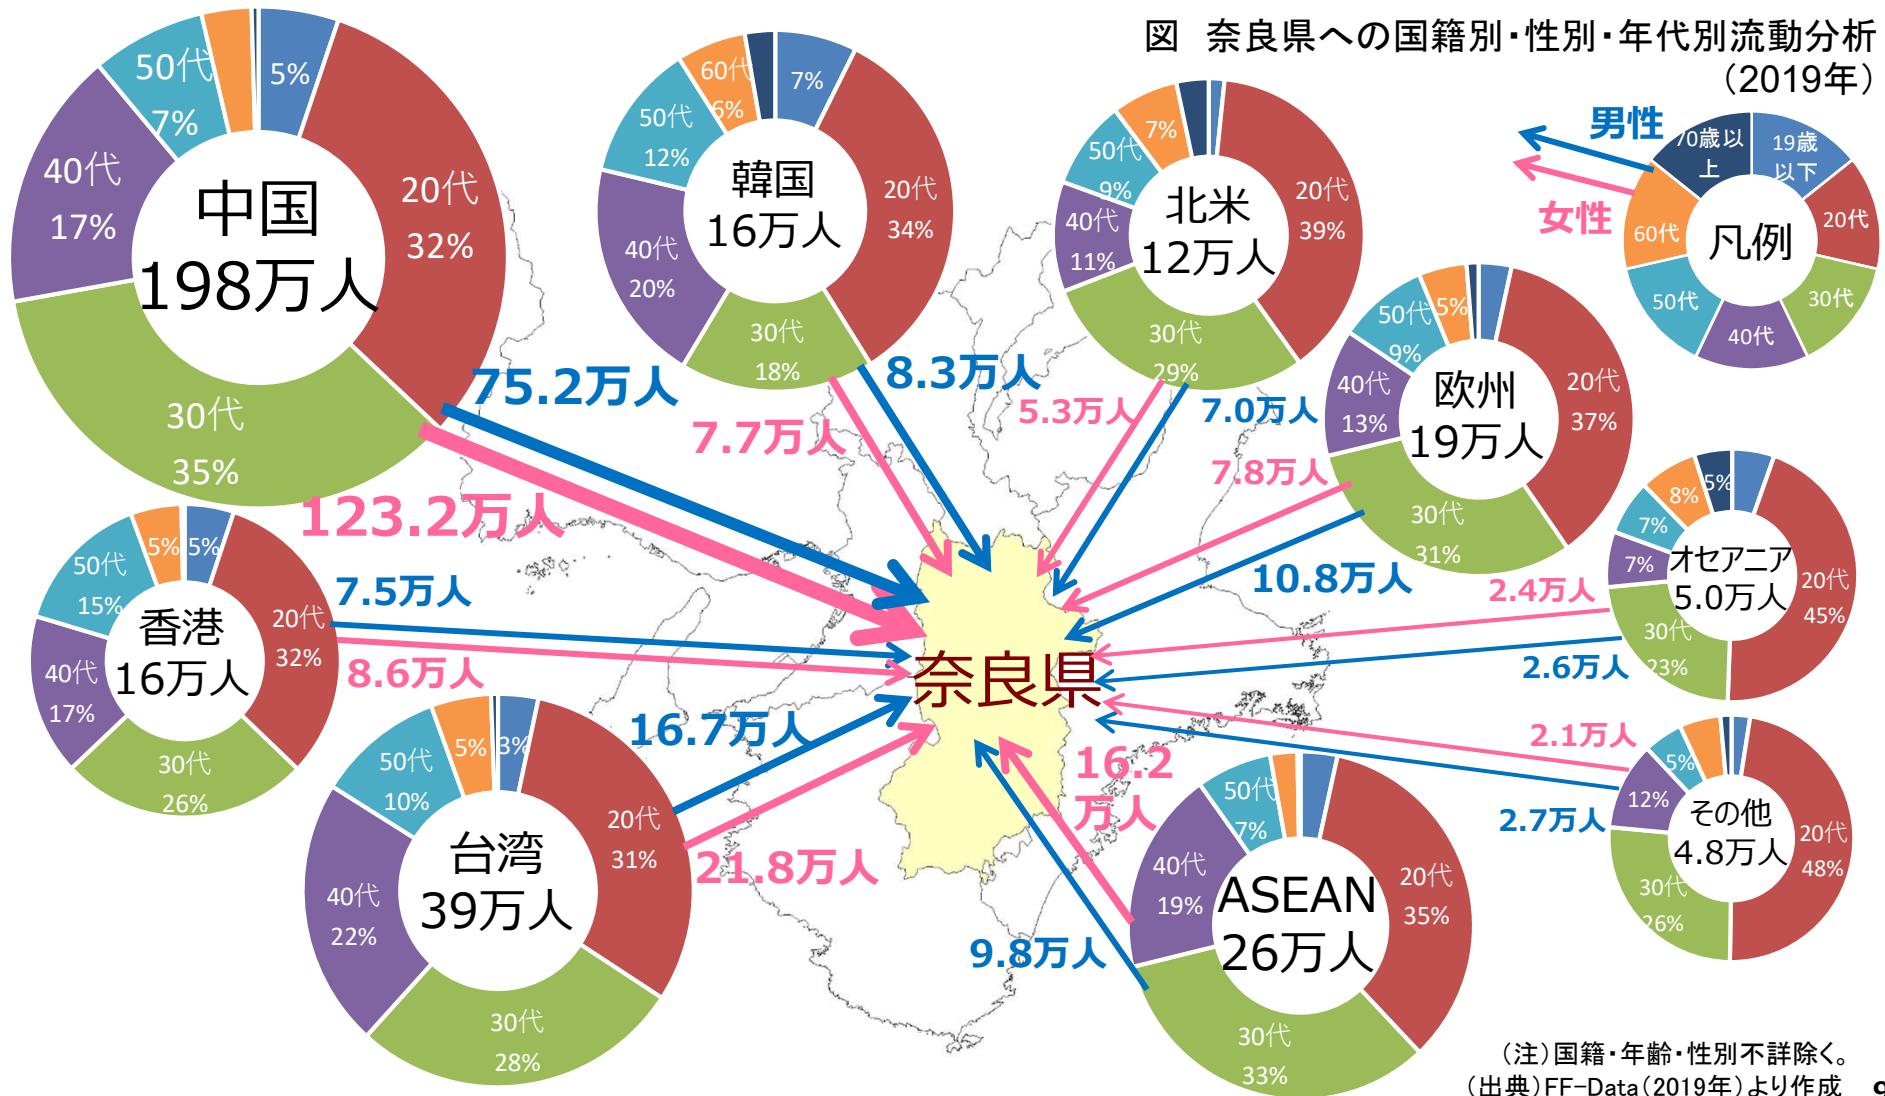 図　奈良県への国籍別・性別・年代別流動分析
（2019年）
男性
女性
凡例
19歳
以下
20代
30代
40代
50代
60代
70歳以
上
中国
198万人
5%
20代
32%
30代
35%
40代
17%
50代
7%
75.2万人
123.2万人
韓国
16万人
7%
20代
34%
30代
18%
40代
20%
50代
12%
60代
6%
8.3万人
7.7万人
北米
12万人
20代
39%
30代
29%
40代
11%
50代
9%
7%
5.3万人
7.0万人
欧州
19万人
20代
37%
30代
31%
40代
13%
50代
9%
5%
7.8万人
10.8万人
オセアニア
5.0万人
20代
45%
30代
23%
7%
7%
8%
5%
2.4万人
2.6万人
その他
4.8万人
20代
48%
30代
26%
12%
5%
2.1万人
2.7万人
ASEAN
26万人
20代
35%
30代
33%
40代
19%
50代
7%
16.2
万人
9.8万人
台湾
39万人
3%
20代
31%
30代
28%
40代
22%
50代
10%
5%
16.7万人
21.8万人
香港
16万人
5%
20代
32%
30代
26%
40代
17%
50代
15%
5%
7.5万人
8.6万人
奈良県
（注）国籍・年齢・性別不詳除く。
（出典）FF-Data（2019年）より作成